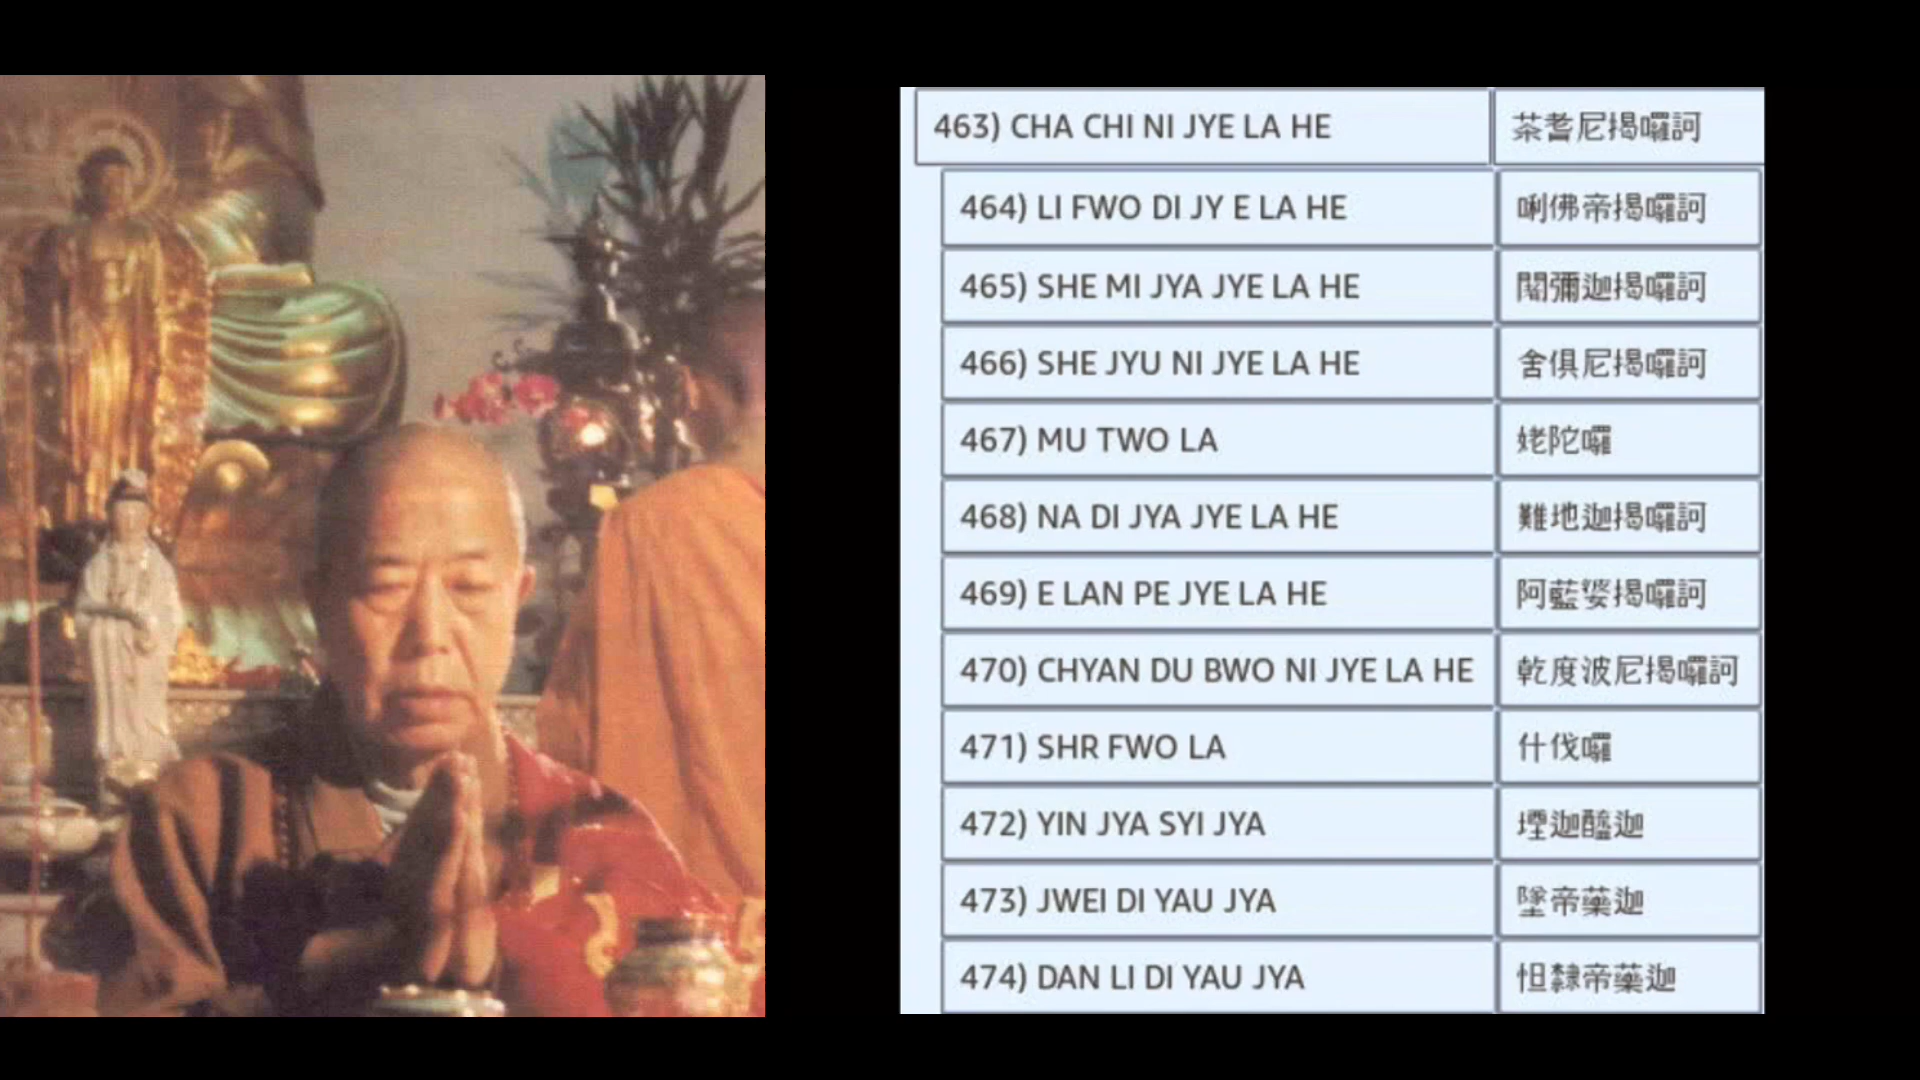 463) CHA CHI NI JYE LA HE 茶耆尼揭囉訶
464) LI FWO DI JY E LA HE 唎佛帝揭囉訶
465) SHE MI JYA JYE LA HE 闍彌迦揭囉訶
466) SHE JYU NI JYE LA HE 舍俱尼揭囉訶
467) MU TWO LA 姥陀囉
468) NA DI JYA JYE LA HE 難地迦揭囉訶
469) E LAN PE JYE LA HE 阿藍婆揭囉訶
470) CHYAN DU BWO NI JYE LA HE 乾度波尼揭囉訶
471) SHR FWO LA 什伐囉
472) YIN JYA SYI JYA 堙迦醯迦
473) JWEI DI YAU JYA 墜帝藥迦
474) DAN LI DI YAU JYA 怛隸帝藥迦